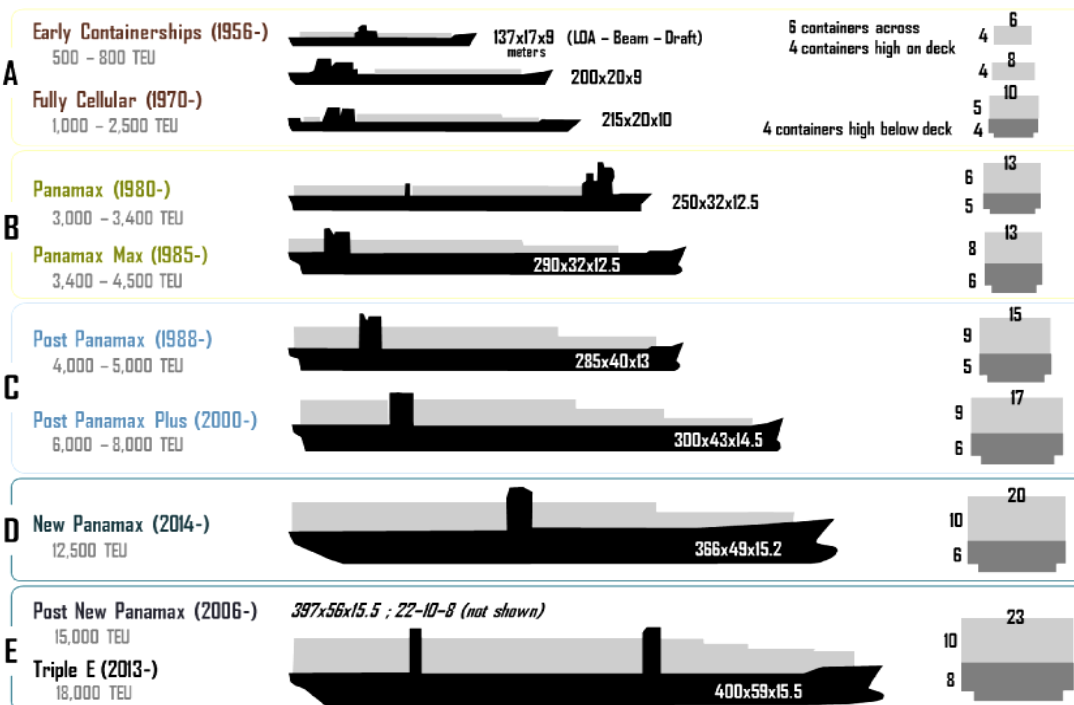 A
Early Containerships (1956-)
500 – 800 TEU
137x17x9 (LOA – Beam – Draft)
meters
6 containers across
4 containers high on deck
6
4
200x20x9
8
4
Fully Cellular (1970-)
1,000 – 2,500 TEU
215x20x10
4 containers high below deck
10
5
4
B
Panamax (1980-)
3,000 – 3,400 TEU
250x32x12.5
13
6
5
Panamax Max (1985-)
3,400 – 4,500 TEU
290x32x12.5
13
8
6
C
Post Panamax (1988-)
4,000 – 5,000 TEU
285x40x13
15
9
5
Post Panamax Plus (2000-)
6,000 – 8,000 TEU
300x43x14.5
17
9
6
D
New Panamax (2014-)
12,500 TEU
366x49x15.2
20
10
6
E
Post New Panamax (2006-)
15,000 TEU
397x56x15.5 ; 22-10-8 (not shown)
Triple E (2013-)
18,000 TEU
400x59x15.5
23
10
8